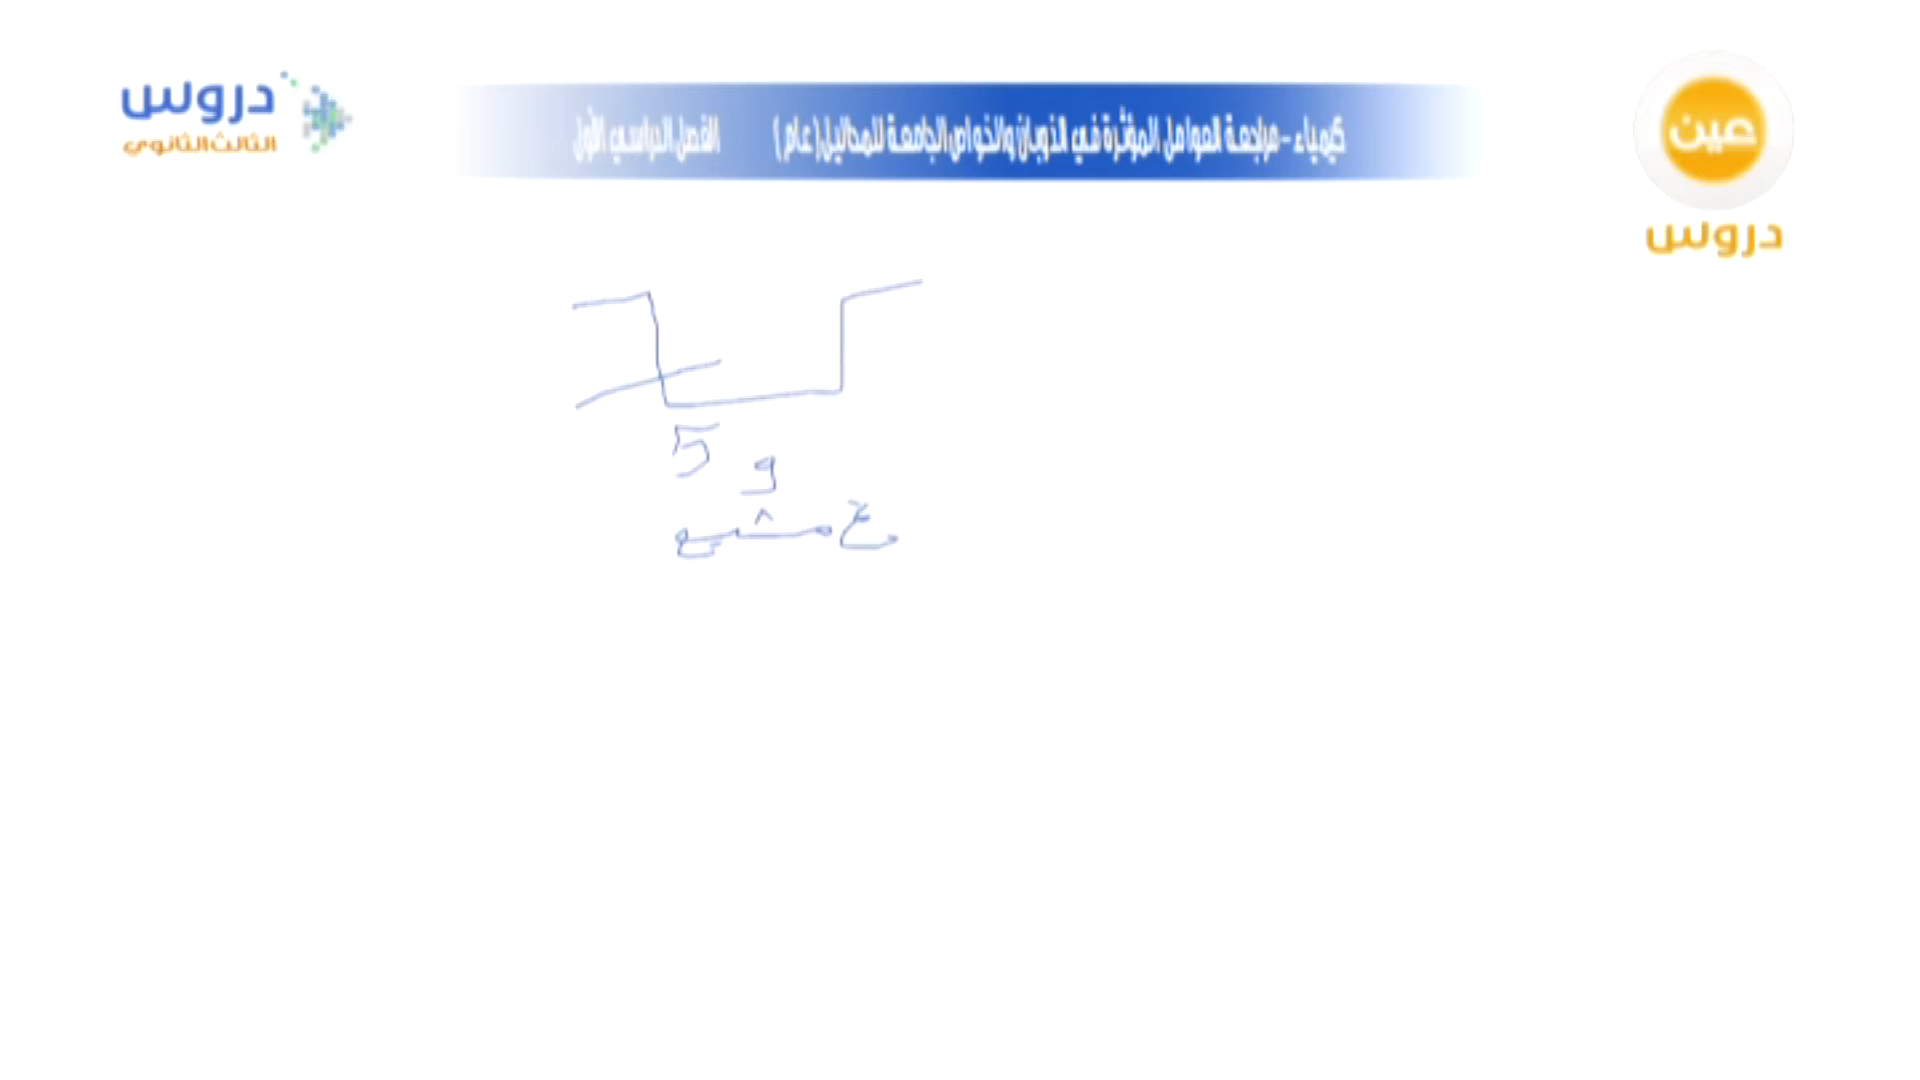 دروس
الثالث الثانوي
كيمياء - مراجعة العوامل المؤثرة في الذوبان والخواص الجامعة للمحاليل (عام) الفصل الدراسي الأول
عين
دروس
5 g
غ مشبع